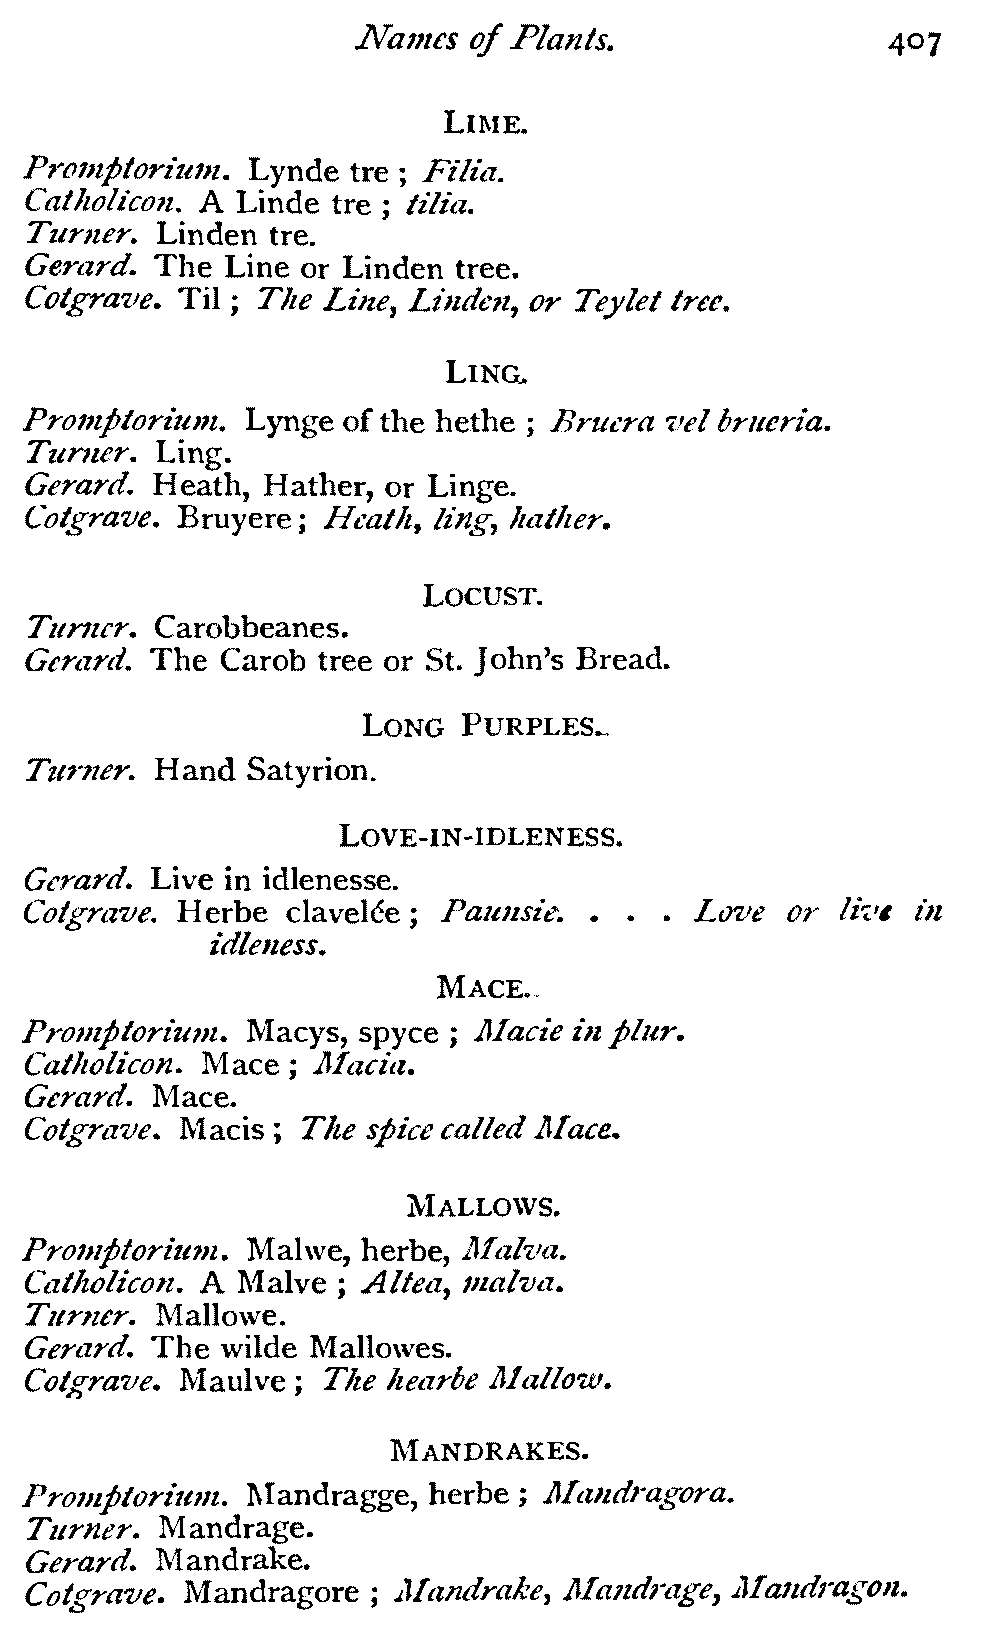 Names of Plants. 407
LIME.
Promptorium. Lynde tre ; Filia.
Catholicon. A Linde tre ; tilia.
Turner. Linden tre.
Gerard. The Line or Linden tree.
Cotgrave. Til ; The Line, Linden, or Teylet tree.
LING.
Promptorium. Lynge of the hethe ; Bruera vel brueria.
Turner. Ling.
Gerard. Heath, Hather, or Linge.
Cotgrave. Bruyere ; Heath, ling, hather.
LOCUST.
Turner. Carobbeanes.
Gerard. The Carob tree or St. John's Bread.
LONG PURPLES.
Turner. Hand Satyrion.
LOVE-IN-IDLENESS.
Gerard. Live in idlenesse.
Cotgrave. Herbe clavelée ; Paunsie. . . . Love or live in
idleness.
MACE.
Promptorium. Macys, spyce ; Macie in plur.
Catholicon. Mace ; Macia.
Gerard. Mace.
Cotgrave. Macis ; The spice called Mace.
MALLOWS.
Promptorium. Malwe, herbe, Malva.
Catholicon. A Malve ; Altea, malva.
Turner. Mallowe.
Gerard. The wilde Mallowes.
Cotgrave. Maulve ; The hearbe Mallow.
MANDRAKES.
Promptorium. Mandragge, herbe ; Mandragora.
Turner. Mandrage.
Gerard. Mandrake.
Cotgrave. Mandragore ; Mandrake, Mandrage, Mandragon.